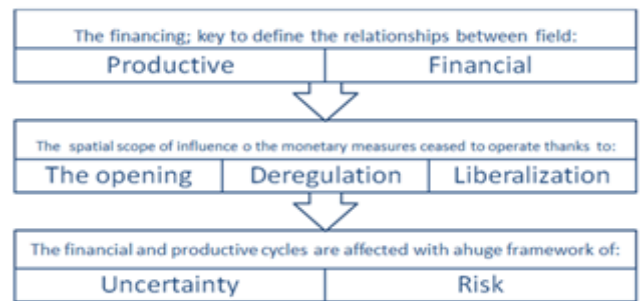 The financing; key to define the relationships between field:
Productive Financial
The spatial scope of influence o the monetary measures ceased to operate thanks to:
The opening Deregulation Liberalization
The financial and productive cycles are affected with ahuge framework of:
Uncertainty Risk